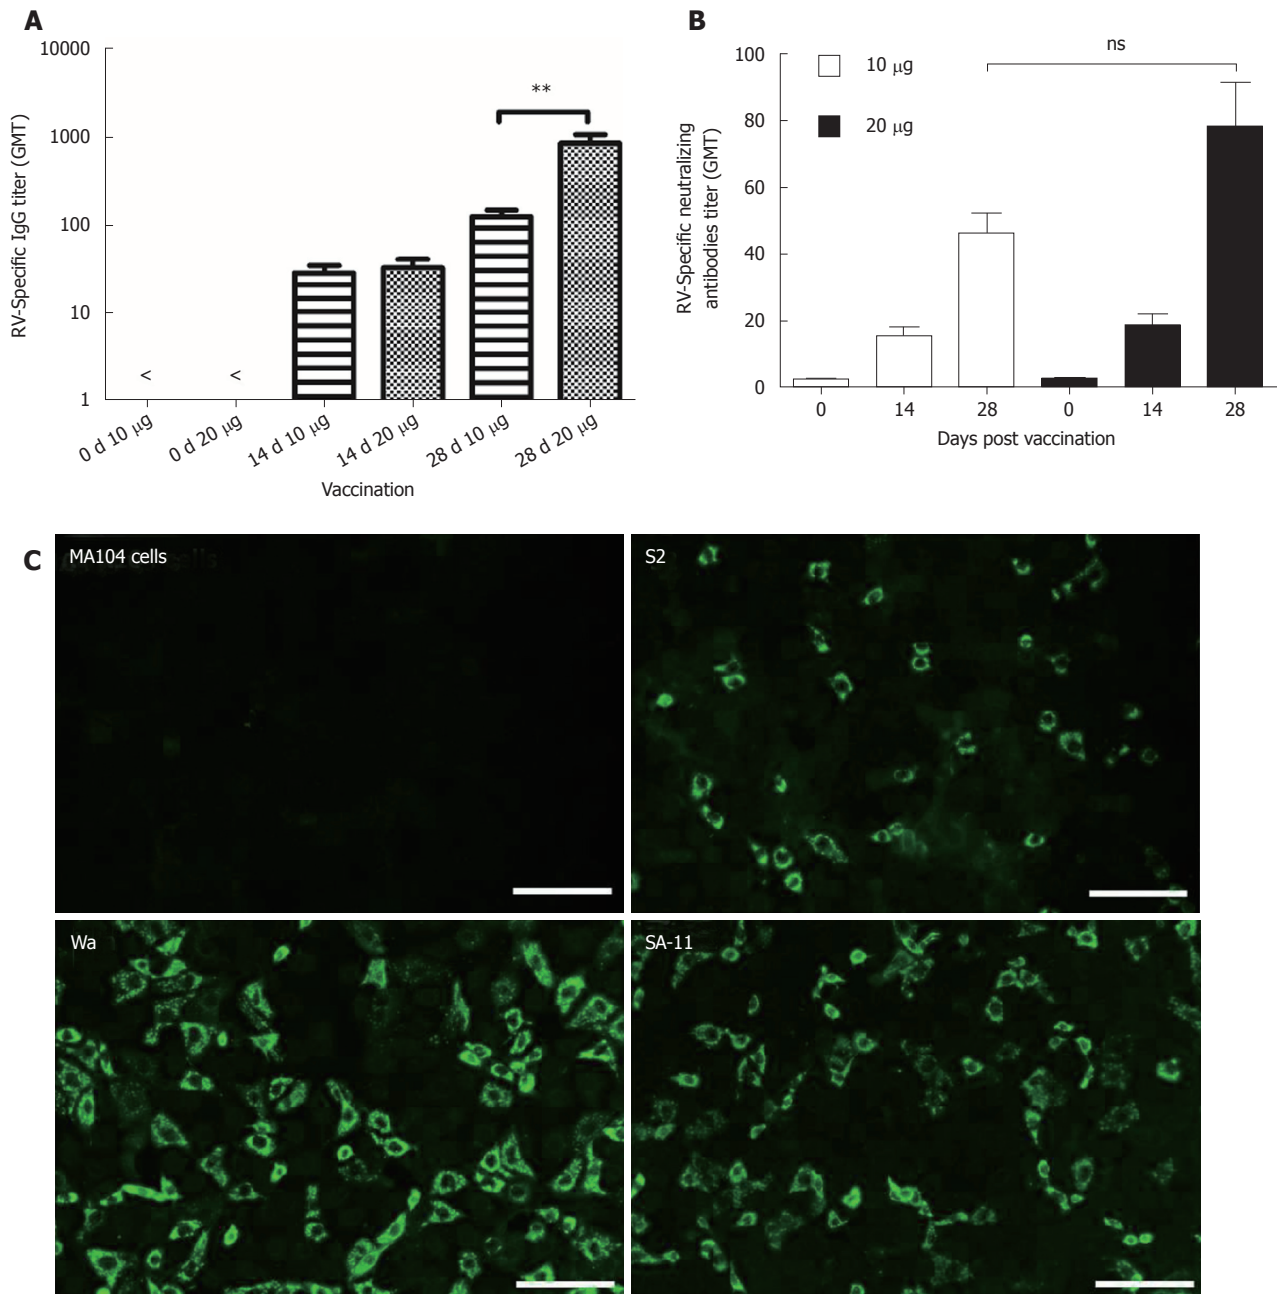 A
RV-Specific IgG titer (GMT)
10000
1000
100
10
1
**
<
<
0 d 10 μg
0 d 20 μg
14 d 10 μg
14 d 20 μg
28 d 10 μg
28 d 20 μg
Vaccination
B
RV-Specific neutralizing
antibodies titer (GMT)
100
80
60
40
20
0
10 μg
20 μg
ns
0
14
28
0
14
28
Days post vaccination
C
MA104 cells
S2
Wa
SA-11